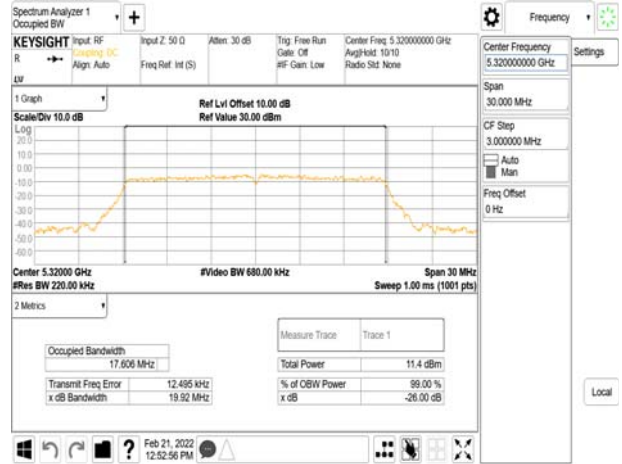 Spectrum Analyzer 1
Occupied BW
+
Frequency
KEYSIGHT
R
LM
Input: RF
Coupling: DC
Align: Auto
Input Z: 50 Ω
Freq Ref: Int (S)
Atten: 30 dB
Trig: Free Run
Gate: Off
#IF Gain: Low
Center Freq: 5.320000000 GHz
Avg|Hold: 10/10
Radio Std: None
Center Frequency
5.320000000 GHz
Settings
Span
30.000 MHz
CF Step
3.000000 MHz
Auto
Man
Freq Offset
0 Hz
Local
1 Graph
Scale/Div 10.0 dB
Ref Lvl Offset 10.00 dB
Ref Value 30.00 dBm
Log
20.0
10.0
0.00
-10.0
-20.0
-30.0
-40.0
-50.0
-60.0
Center 5.32000 GHz
#Res BW 220.00 kHz
#Video BW 680.00 kHz
Span 30 MHz
Sweep 1.00 ms (1001 pts)
2 Metrics
Measure Trace Trace 1
Occupied Bandwidth
17.606 MHz
Total Power 11.4 dBm
Transmit Freq Error 12.495 kHz
% of OBW Power 99.00 %
x dB Bandwidth 19.92 MHz
x dB -26.00 dB
?
Feb 21, 2022
12:52:56 PM